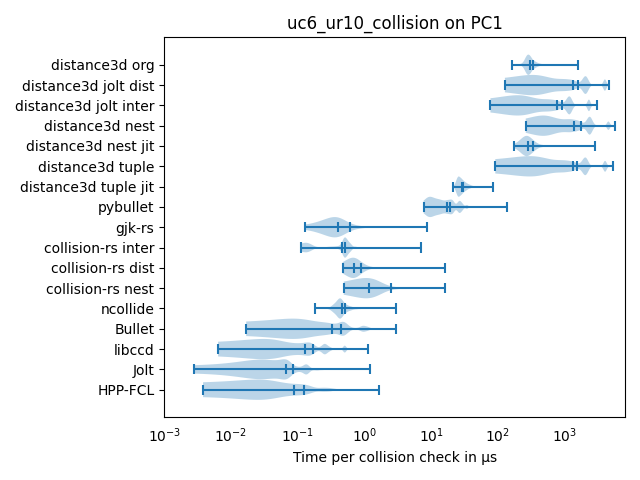 uc6_ur10_collision on PC1
distance3d org
distance3d jolt dist
distance3d jolt inter
distance3d nest
distance3d nest jit
distance3d tuple
distance3d tuple jit
pybullet
gjk-rs
collision-rs inter
collision-rs dist
collision-rs nest
ncollide
Bullet
libccd
Jolt
HPP-FCL
10⁻³ 10⁻² 10⁻¹ 10⁰ 10¹ 10² 10³
Time per collision check in μs